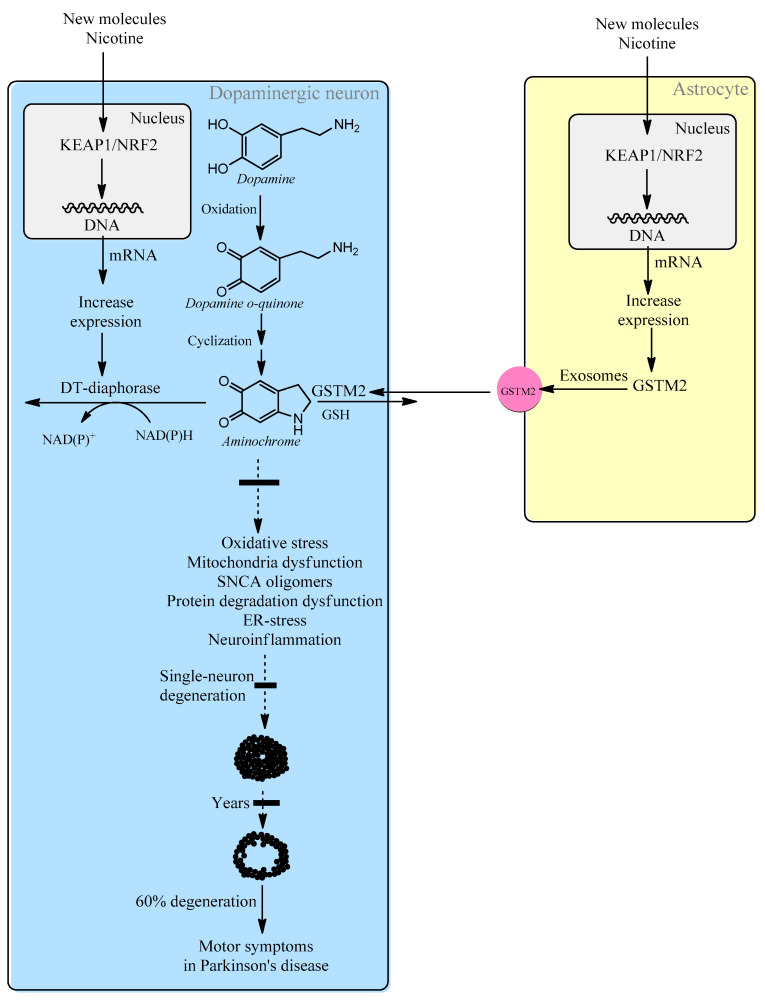 New molecules
Nicotine
Dopaminergic neuron
Nucleus
KEAP1/NRF2
DNA
mRNA
Increase
expression
DT-diaphorase
NAD(P)+
NAD(P)H
HO
HO
NH2
Dopamine
Oxidation
O
O
NH2
Dopamine o-quinone
Cyclization
O
O
N
H
Aminochrome
GSTM2
GSH
Oxidative stress
Mitochondria dysfunction
SNCA oligomers
Protein degradation dysfunction
ER-stress
Neuroinflammation
Single-neuron
degeneration
Years
60% degeneration
Motor symptoms
in Parkinson's disease
New molecules
Nicotine
Astrocyte
Nucleus
KEAP1/NRF2
DNA
mRNA
Increase
expression
GSTM2
Exosomes
GSTM2